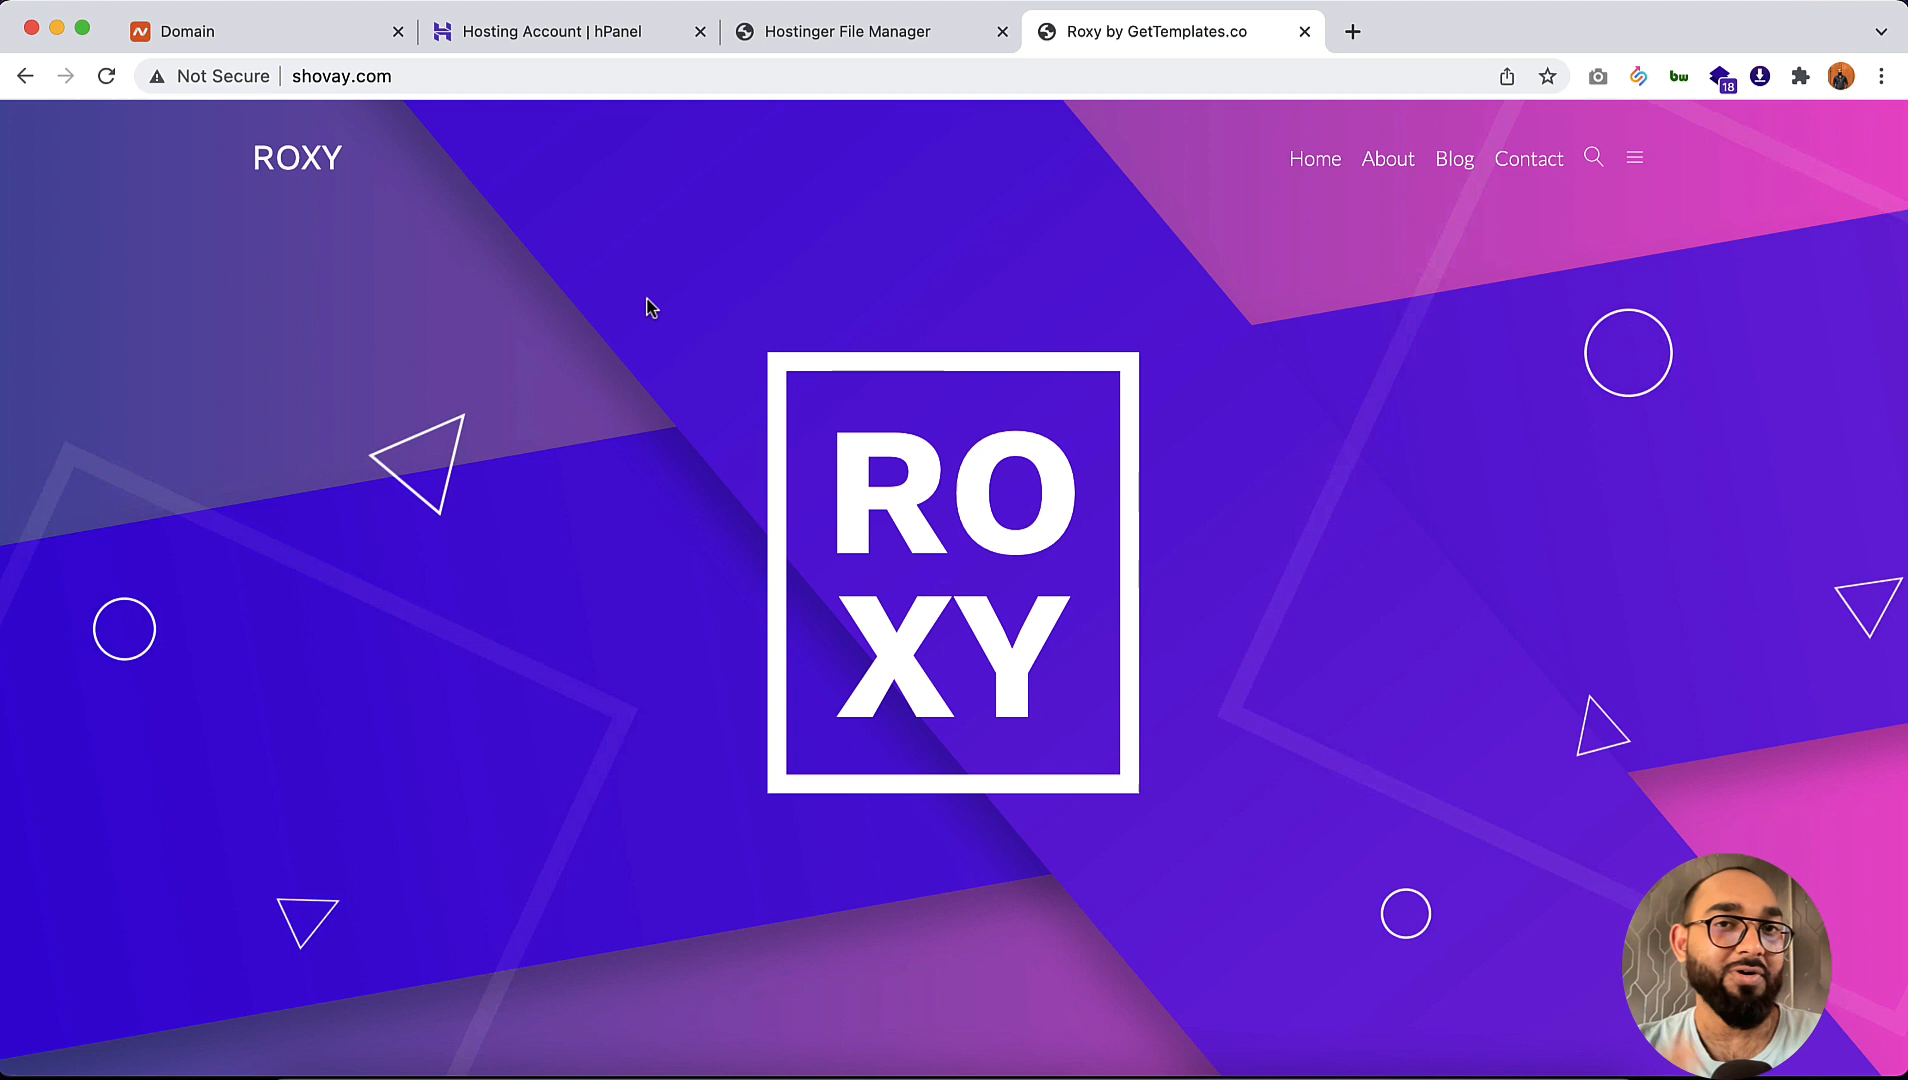 Domain
Hosting Account | hPanel
Hostinger File Manager
Roxy by GetTemplates.co
Not Secure
shovay.com
bw
18
ROXY
Home About Blog Contact
RO
XY